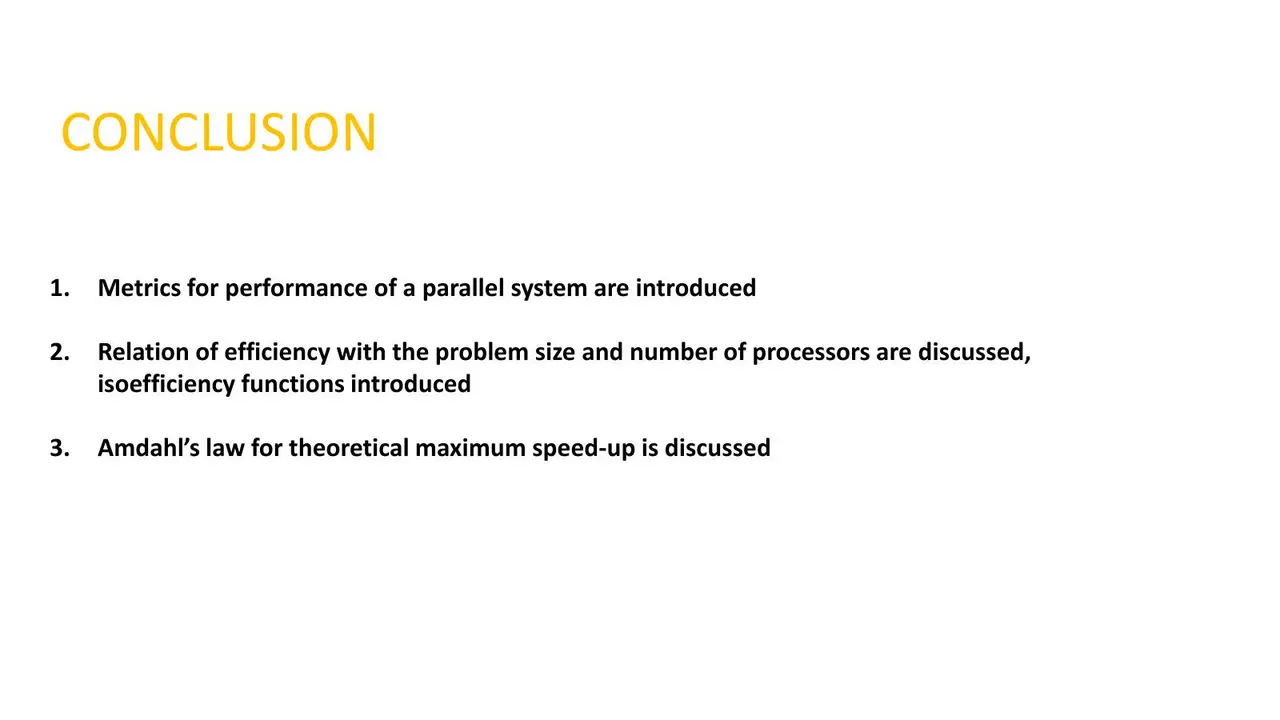 CONCLUSION
1. Metrics for performance of a parallel system are introduced
2. Relation of efficiency with the problem size and number of processors are discussed,
isoefficiency functions introduced
3. Amdahl’s law for theoretical maximum speed-up is discussed